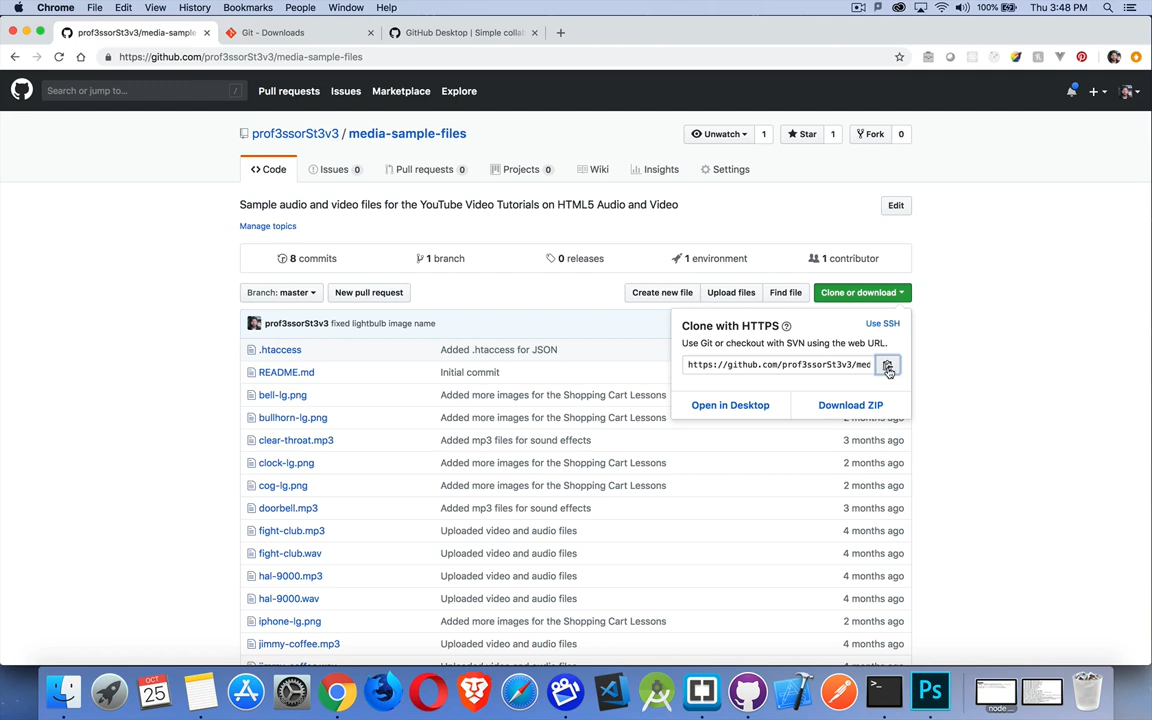 Chrome File Edit View History Bookmarks People Window Help 100% Thu 3:48 PM
prof3ssorSt3v3/media-sample- Git - Downloads GitHub Desktop | Simple collab
https://github.com/prof3ssorSt3v3/media-sample-files
Search or jump to... / Pull requests Issues Marketplace Explore
prof3ssorSt3v3 / media-sample-files Unwatch 1 Star 1 Fork 0
Code Issues 0 Pull requests 0 Projects 0 Wiki Insights Settings
Sample audio and video files for the YouTube Video Tutorials on HTML5 Audio and Video Edit
Manage topics
8 commits 1 branch 0 releases 1 environment 1 contributor
Branch: master New pull request Create new file Upload files Find file Clone or download
prof3ssorSt3v3 fixed lightbulb image name
Clone with HTTPS Use SSH
Use Git or checkout with SVN using the web URL.
https://github.com/prof3ssorSt3v3/med
Open in Desktop Download ZIP
.htaccess Added .htaccess for JSON
README.md Initial commit
bell-lg.png Added more images for the Shopping Cart Lessons
bullhorn-lg.png Added more images for the Shopping Cart Lessons 2 months ago
clear-throat.mp3 Added mp3 files for sound effects 3 months ago
clock-lg.png Added more images for the Shopping Cart Lessons 2 months ago
cog-lg.png Added more images for the Shopping Cart Lessons 2 months ago
doorbell.mp3 Added mp3 files for sound effects 3 months ago
fight-club.mp3 Uploaded video and audio files 4 months ago
fight-club.wav Uploaded video and audio files 4 months ago
hal-9000.mp3 Uploaded video and audio files 4 months ago
hal-9000.wav Uploaded video and audio files 4 months ago
iphone-lg.png Added more images for the Shopping Cart Lessons 2 months ago
jimmy-coffee.mp3 Uploaded video and audio files 4 months ago
OCT
25
Ps
node